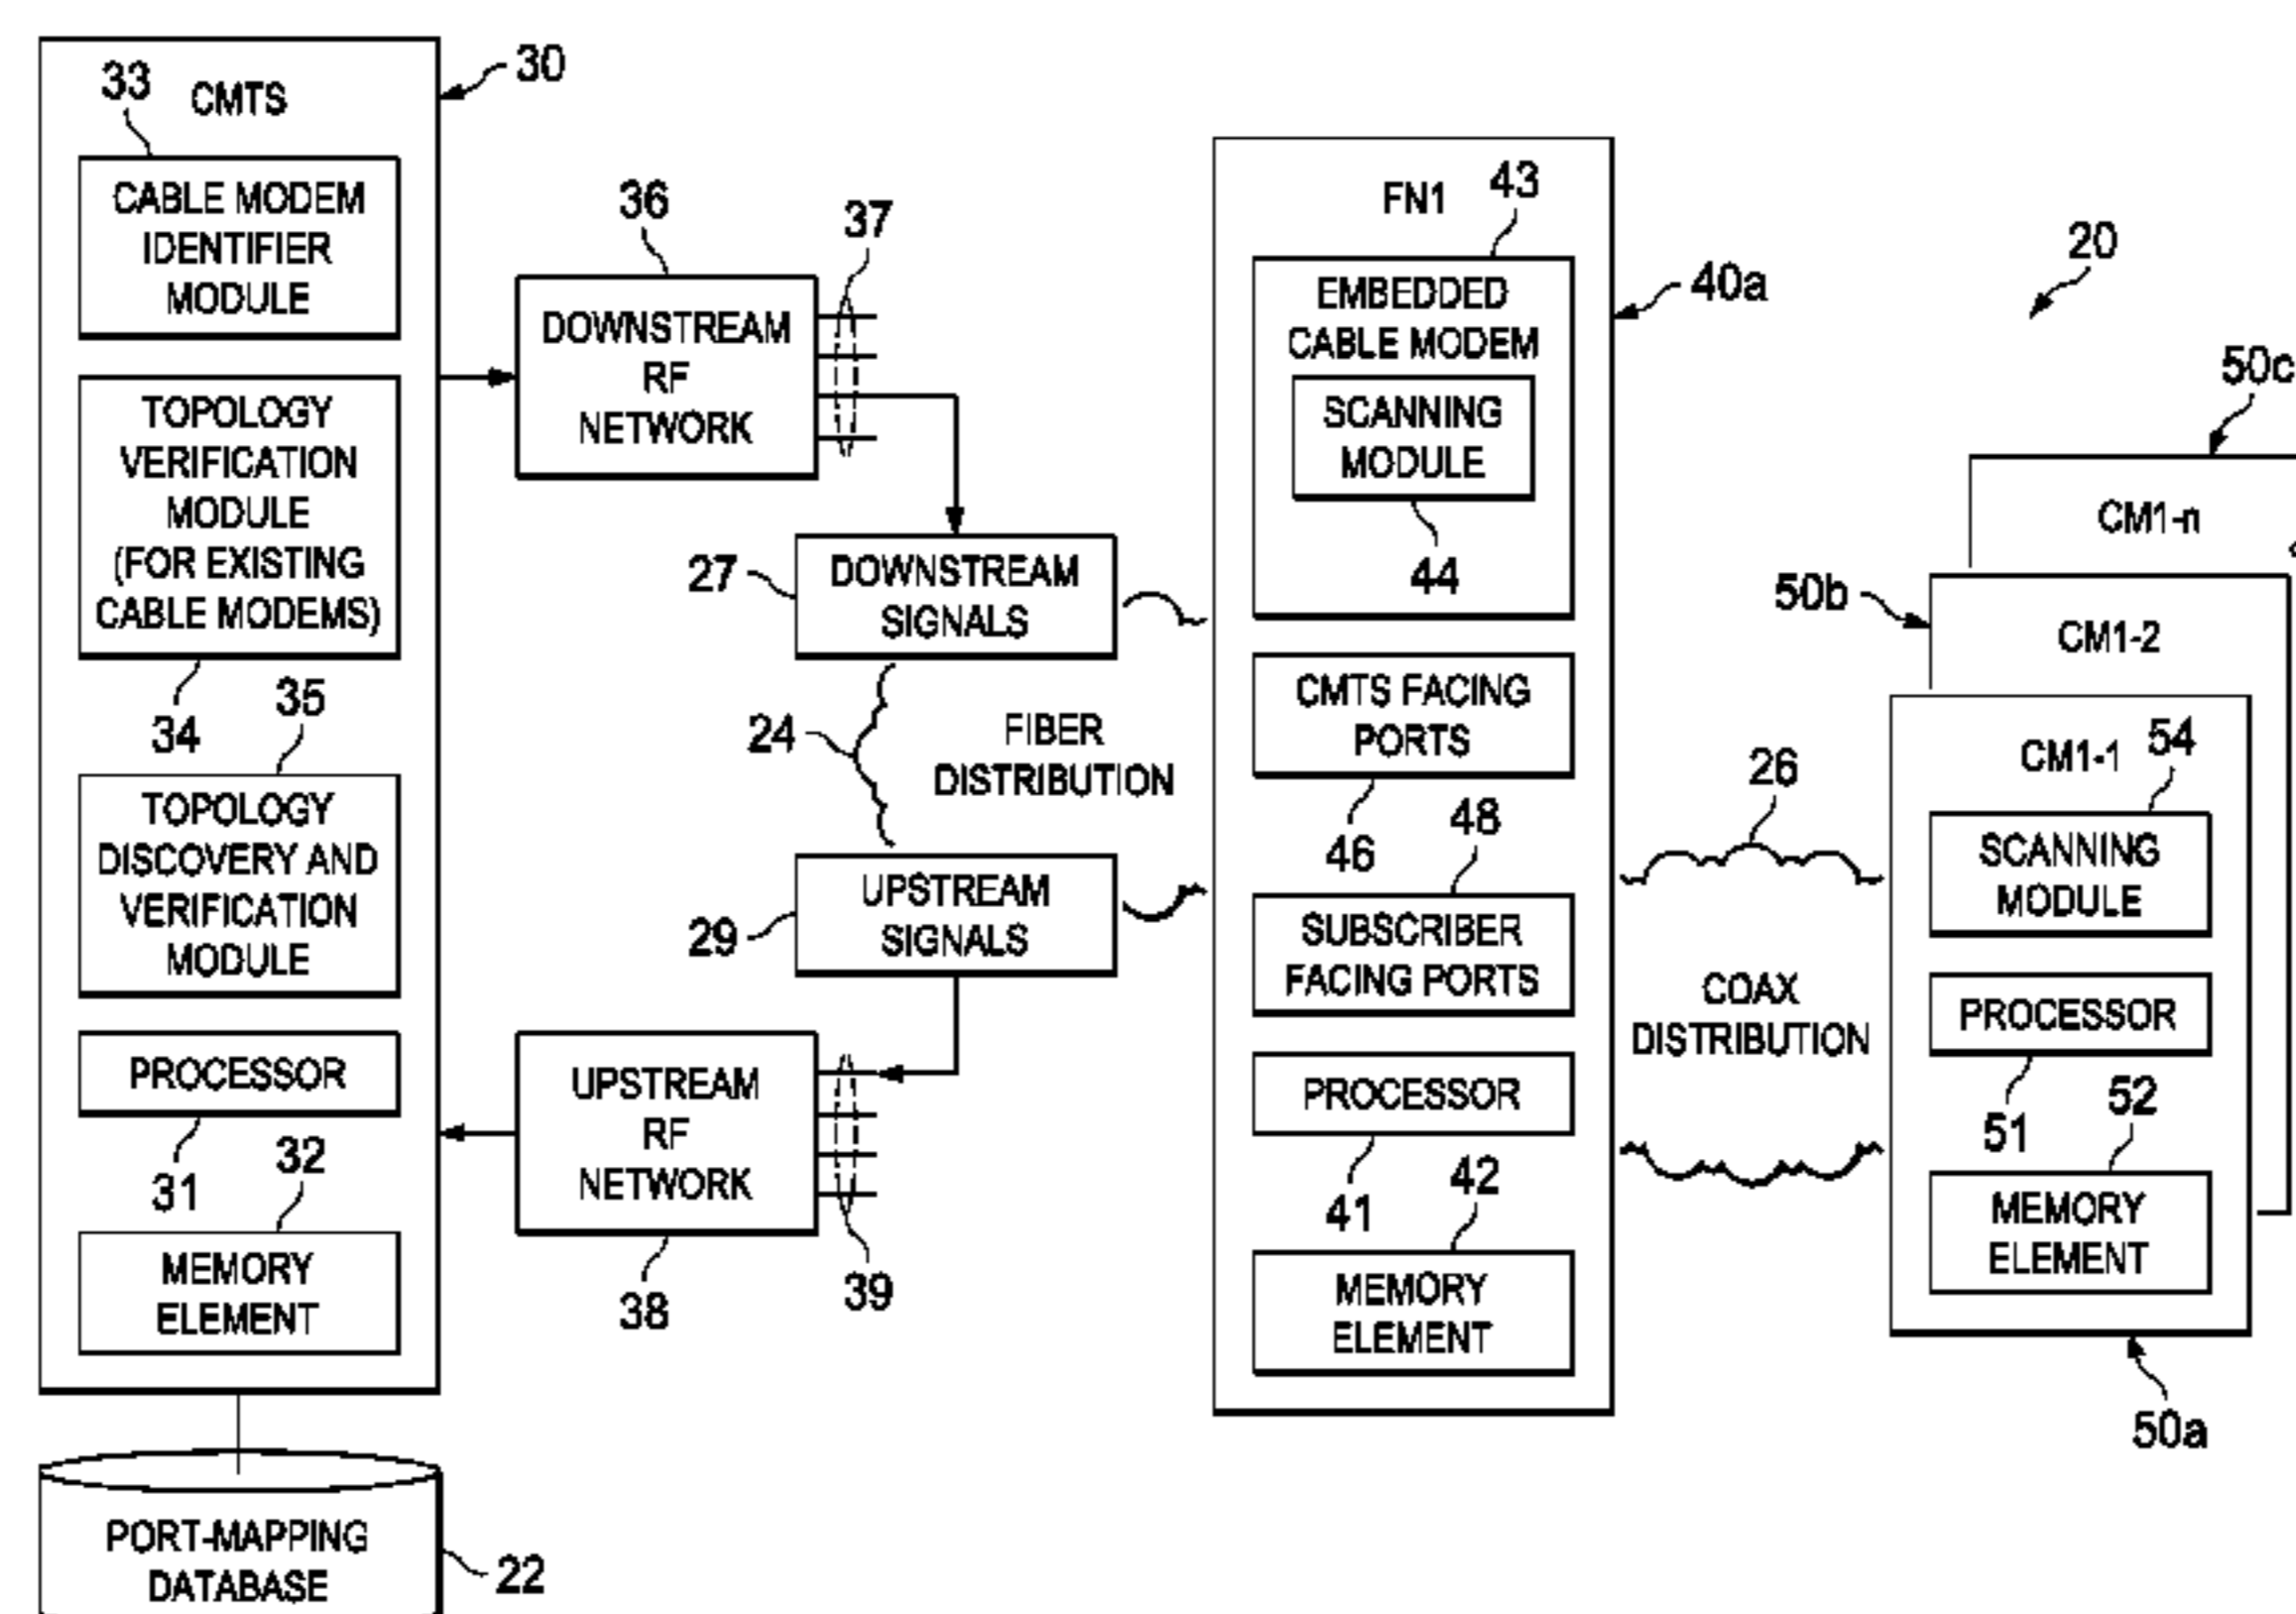 30
33
CMTS
CABLE MODEM
IDENTIFIER
MODULE
TOPOLOGY
VERIFICATION
MODULE
(FOR EXISTING
CABLE MODEMS)
34
35
TOPOLOGY
DISCOVERY AND
VERIFICATION
MODULE
PROCESSOR
31
32
MEMORY
ELEMENT
PORT-MAPPING
DATABASE
22
36
37
DOWNSTREAM
RF
NETWORK
27
DOWNSTREAM
SIGNALS
24
FIBER
DISTRIBUTION
29
UPSTREAM
SIGNALS
UPSTREAM
RF
NETWORK
38
39
FN1
43
40a
EMBEDDED
CABLE MODEM
SCANNING
MODULE
44
CMTS FACING
PORTS
46
48
SUBSCRIBER
FACING PORTS
PROCESSOR
41
42
MEMORY
ELEMENT
26
COAX
DISTRIBUTION
20
50c
CM1-n
50b
CM1-2
CM1-1
54
SCANNING
MODULE
PROCESSOR
51
52
MEMORY
ELEMENT
50a